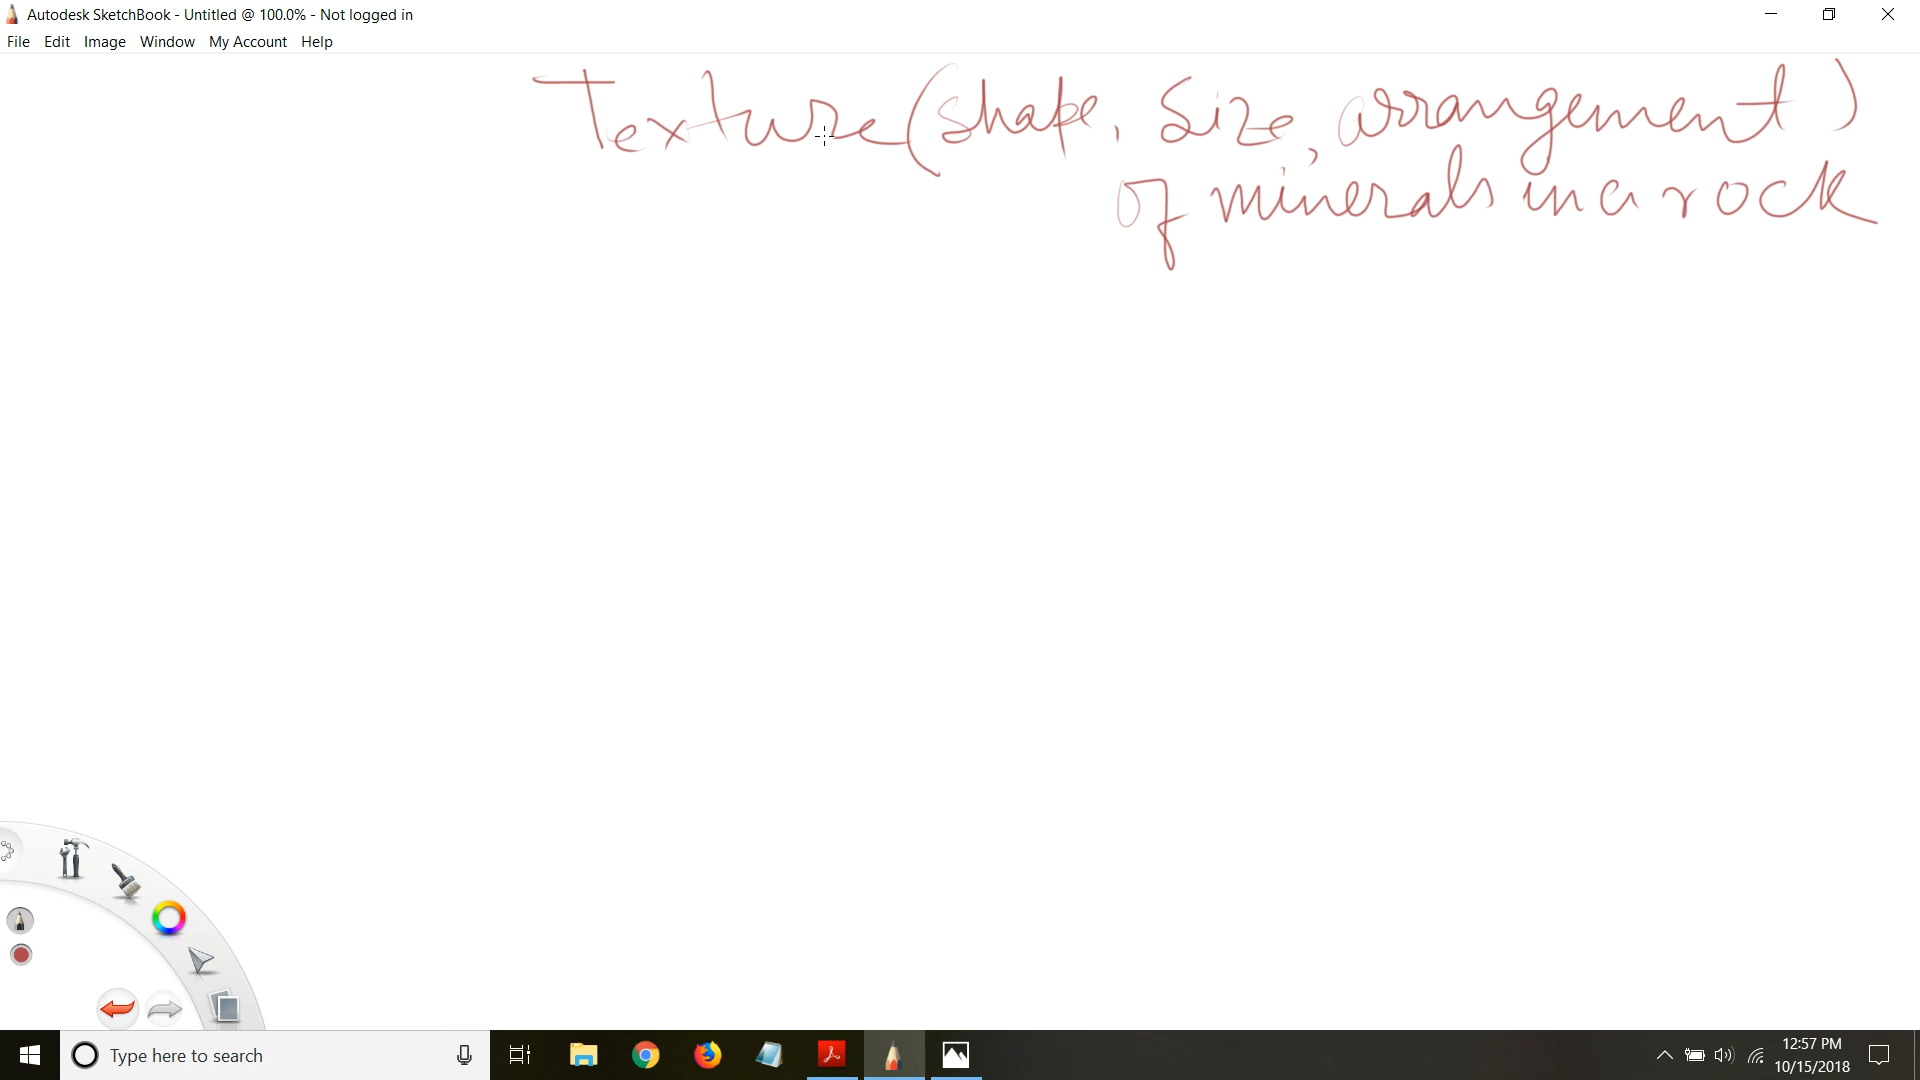 Autodesk SketchBook - Untitled @ 100.0% - Not logged in
File Edit Image Window My Account Help
Texture (shape, size, arrangement)
of minerals in a rock
Type here to search
12:57 PM
10/15/2018